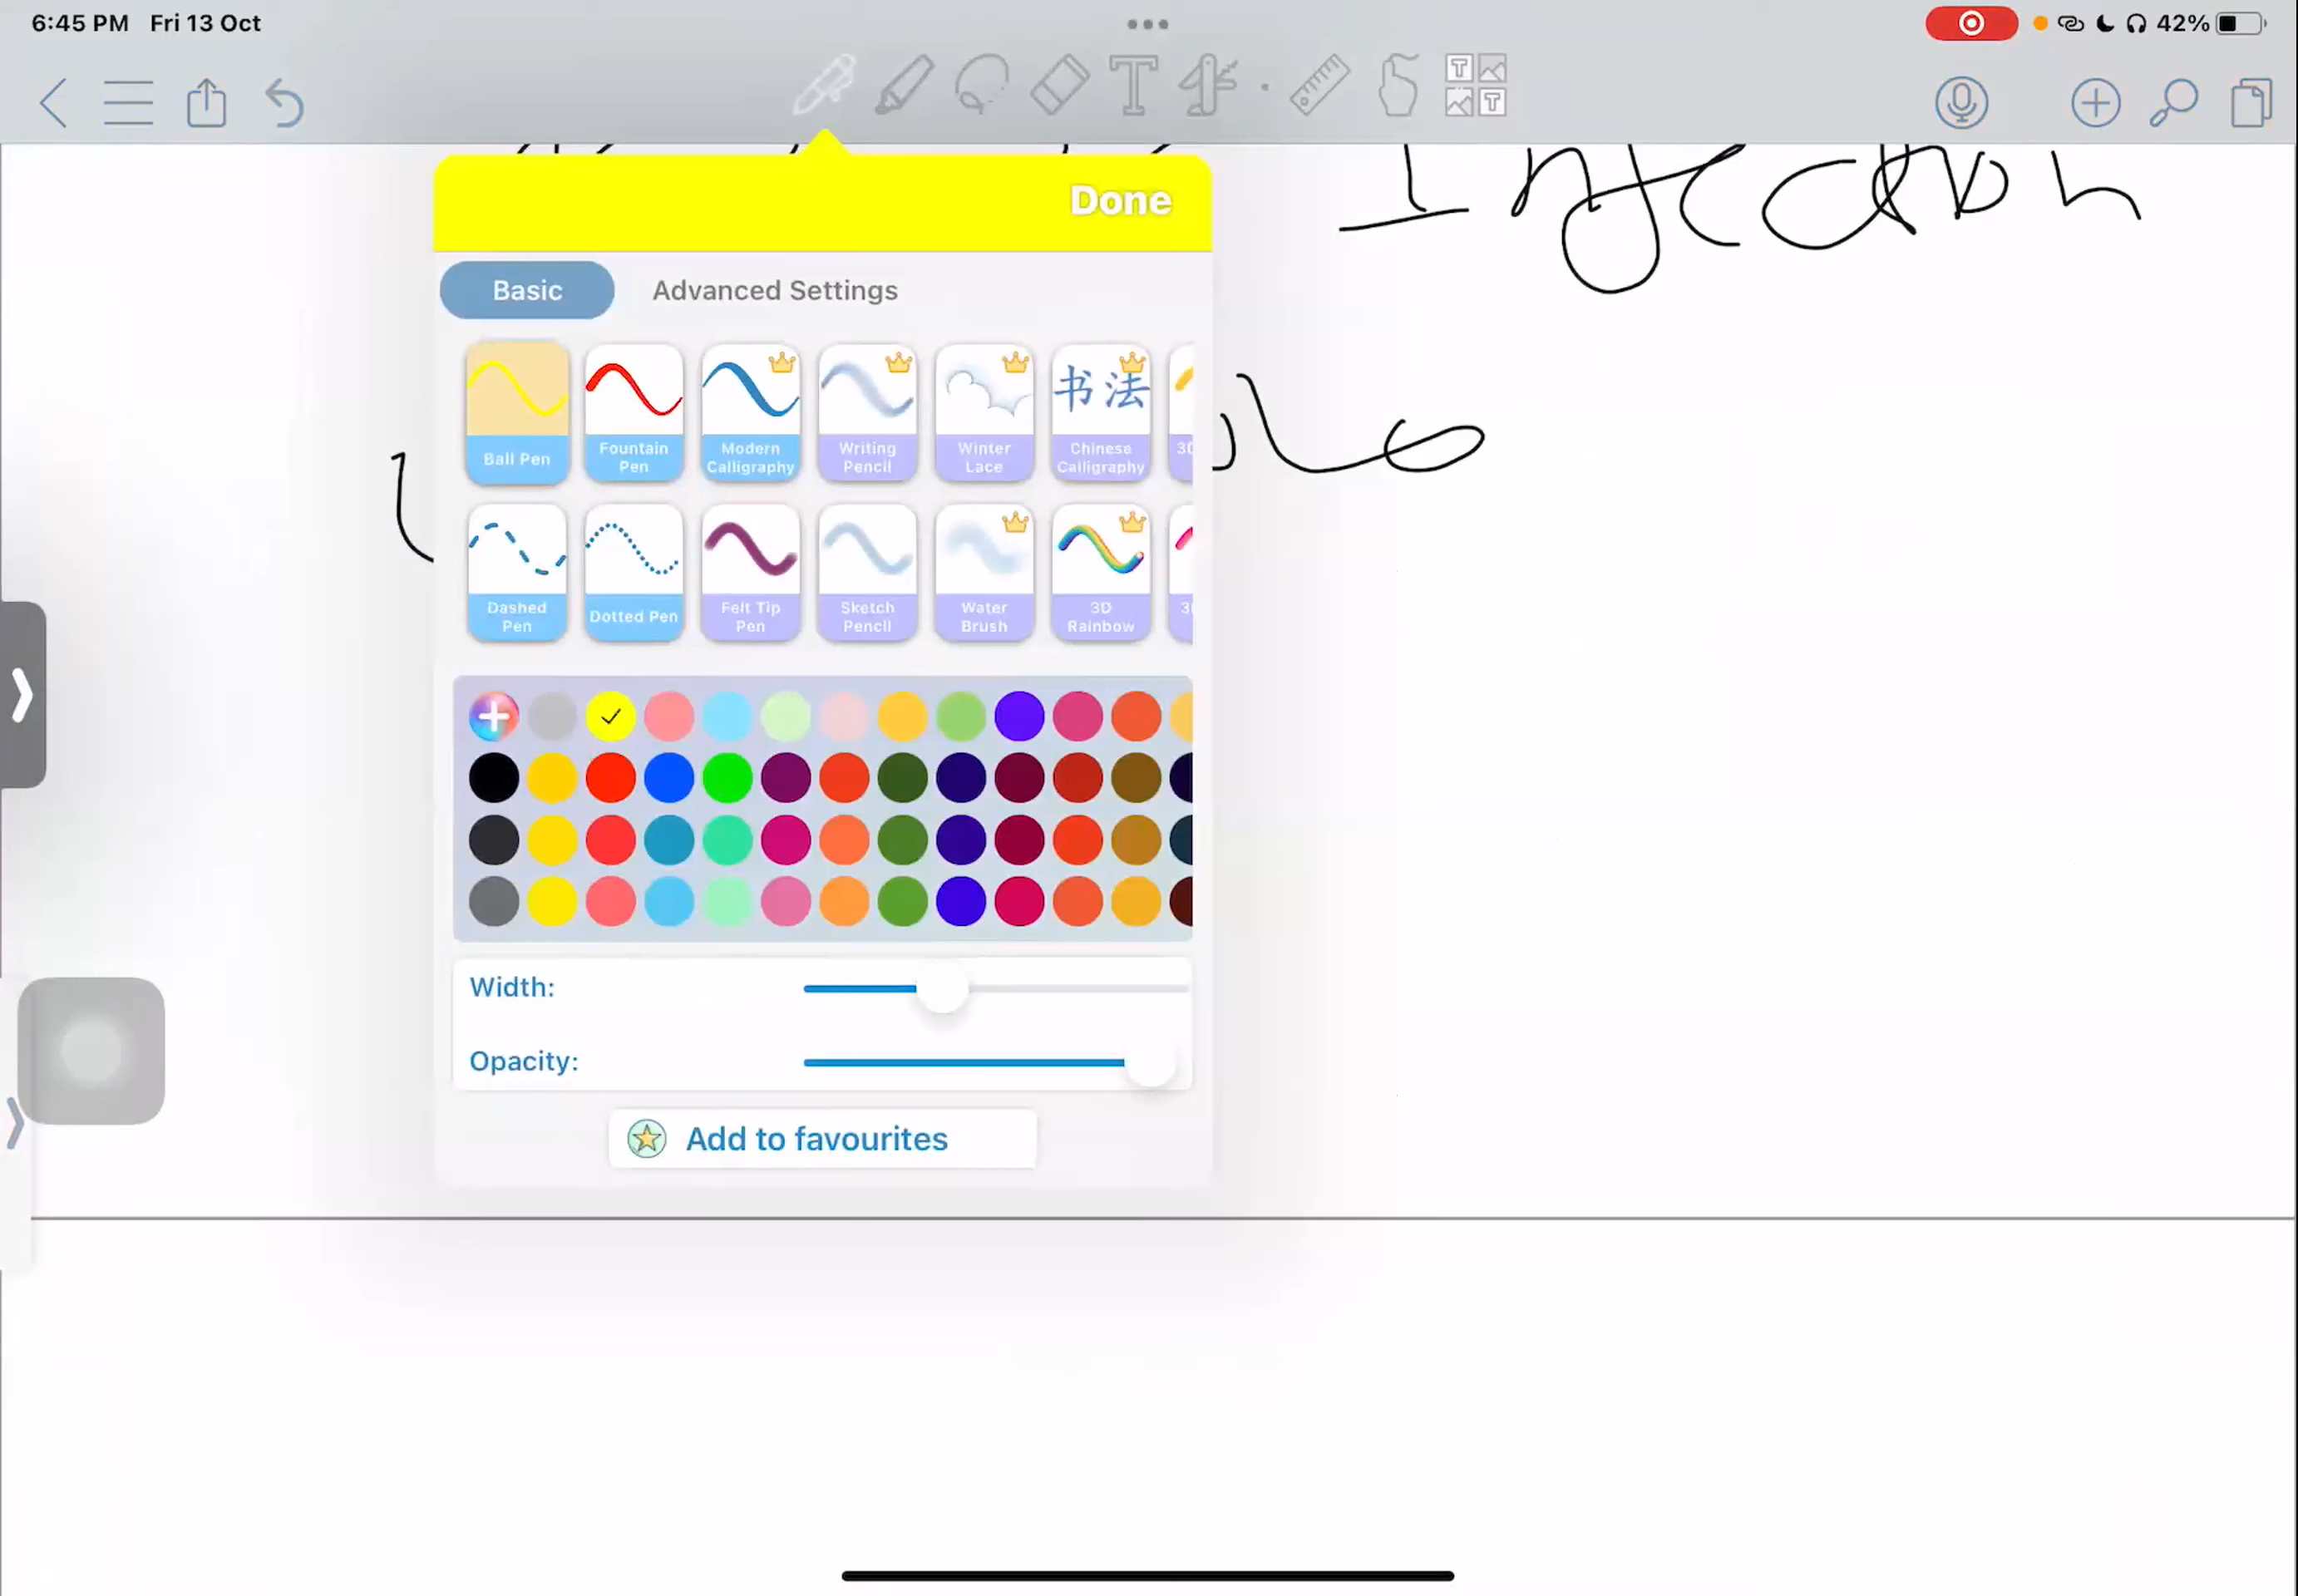 6:45 PM Fri 13 Oct 42%
Done
Injection
Basic Advanced Settings
Ball Pen
Fountain Pen
Modern Calligraphy
Writing Pencil
Winter Lace
书法
Chinese Calligraphy
Dashed Pen
Dotted Pen
Felt Tip Pen
Sketch Pencil
Water Brush
3D Rainbow
Width:
Opacity:
Add to favourites